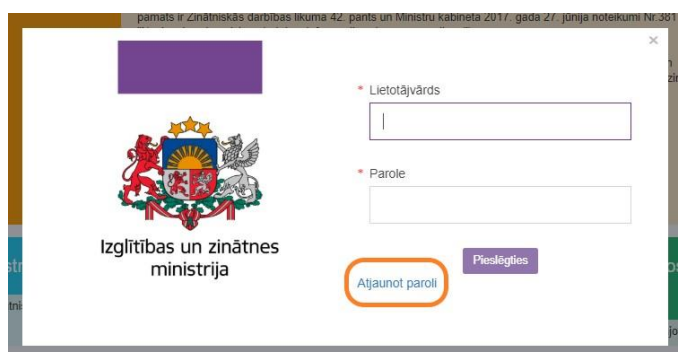 pamats ir Zinātniskās darbības likuma 42. pants un Ministru kabineta 2017. gada 27. jūnija noteikumi Nr.381
×
* Lietotājvārds
* Parole
Izglītības un zinātnes
ministrija
Pieslēgties
Atjaunot paroli